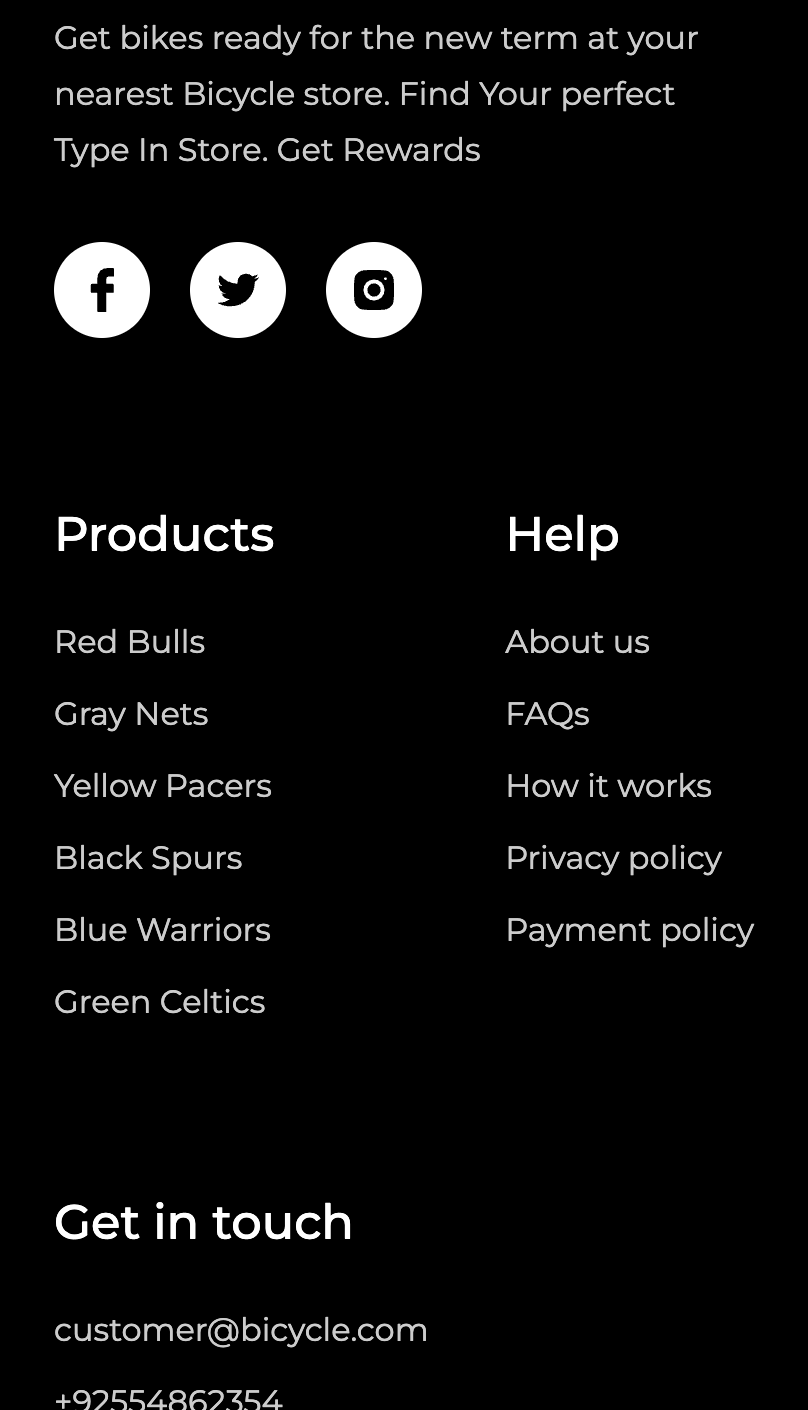 Get bikes ready for the new term at your
nearest Bicycle store. Find Your perfect
Type In Store. Get Rewards
Products
Red Bulls
Gray Nets
Yellow Pacers
Black Spurs
Blue Warriors
Green Celtics
Help
About us
FAQs
How it works
Privacy policy
Payment policy
Get in touch
customer@bicycle.com
+92554862354